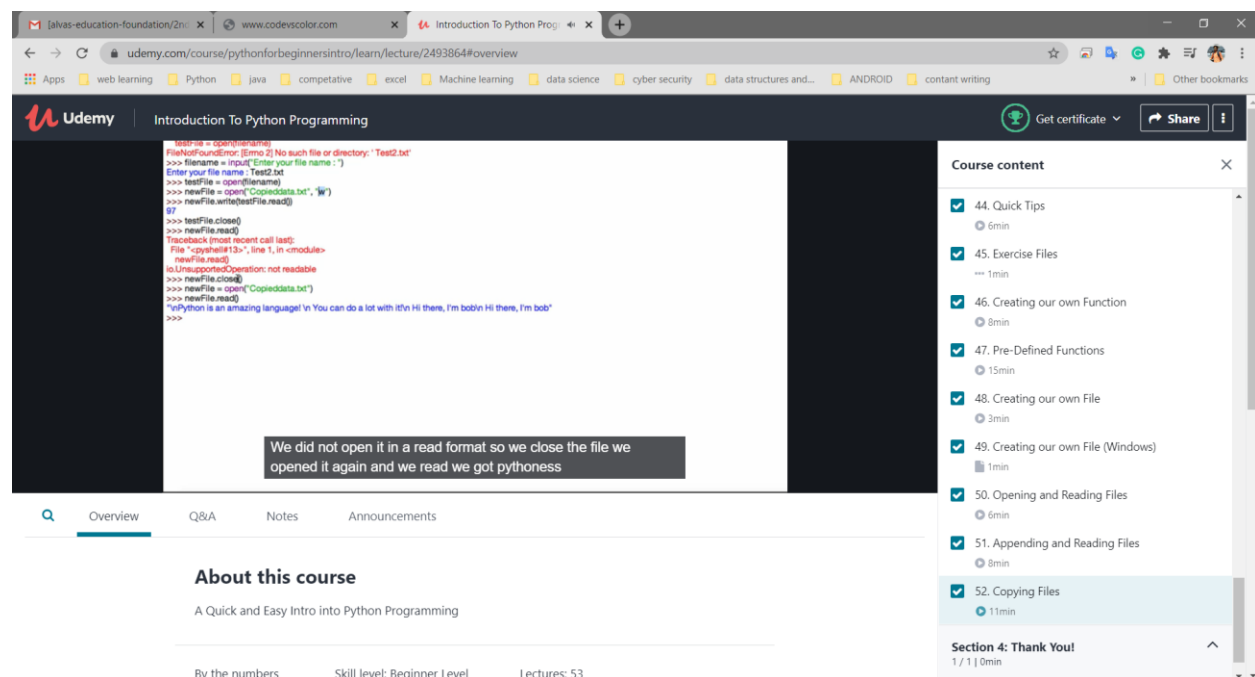 [alvas-education-foundation/2nd
www.codevscolor.com
Introduction To Python Prog
udemy.com/course/pythonforbeginnersintro/learn/lecture/2493864#overview
Apps web learning Python java competative excel Machine learning data science cyber security data structures and... ANDROID contant writing » Other bookmarks
Udemy Introduction To Python Programming Get certificate Share
testFile = open(filename)
FileNotFoundError: [Errno 2] No such file or directory: ' Test2.txt'
>>> filename = input("Enter your file name : ")
Enter your file name : Test2.txt
>>> testFile = open(filename)
>>> newFile = open("Copieddata.txt", "w")
>>> newFile.write(testFile.read())
97
>>> testFile.close()
>>> newFile.read()
Traceback (most recent call last):
File "<pyshell#13>", line 1, in <module>
newFile.read()
io.UnsupportedOperation: not readable
>>> newFile.close()
>>> newFile = open("Copieddata.txt")
>>> newFile.read()
"\nPython is an amazing language! \n You can do a lot with it!\n Hi there, I'm bob\n Hi there, I'm bob"
>>>
We did not open it in a read format so we close the file we
opened it again and we read we got pythoness
Overview Q&A Notes Announcements
About this course
A Quick and Easy Intro into Python Programming
By the numbers Skill level: Beginner Level Lectures: 53
Course content
44. Quick Tips
6min
45. Exercise Files
1min
46. Creating our own Function
8min
47. Pre-Defined Functions
15min
48. Creating our own File
3min
49. Creating our own File (Windows)
1min
50. Opening and Reading Files
6min
51. Appending and Reading Files
8min
52. Copying Files
11min
Section 4: Thank You!
1 / 1 | 0min